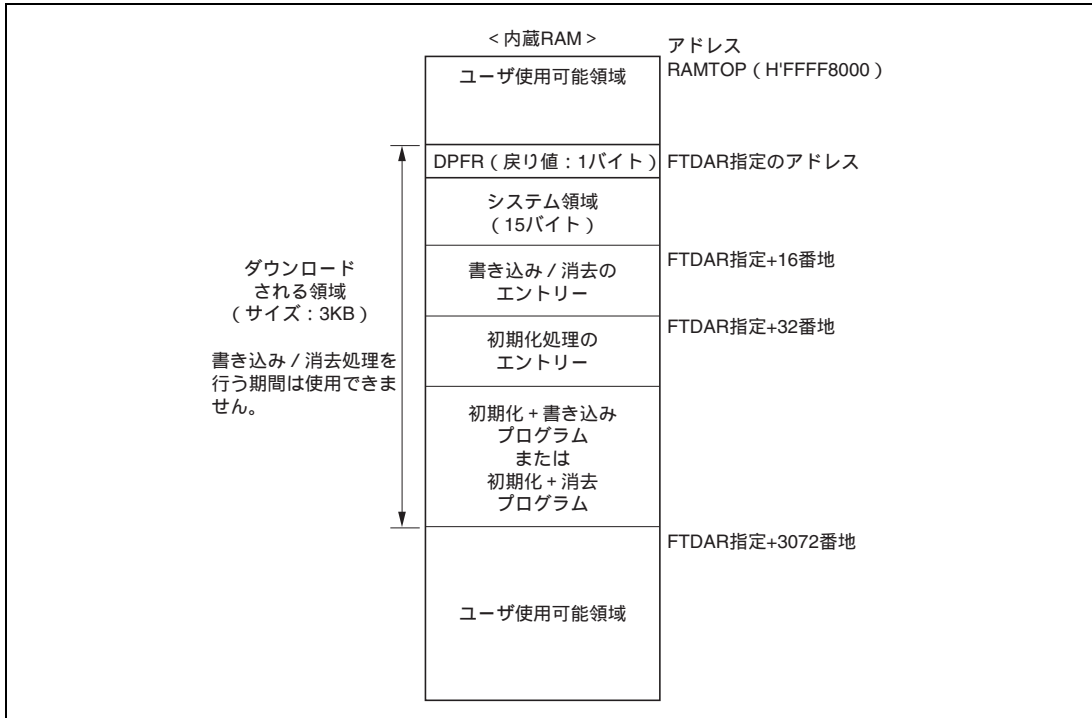 < 内蔵RAM >
アドレス
RAMTOP ( H'FFFF8000 )
ユーザ使用可能領域
DPFR ( 戻り値 : 1バイト )
FTDAR指定のアドレス
システム領域
( 15バイト )
書き込み / 消去の
エントリー
FTDAR指定+16番地
初期化処理の
エントリー
FTDAR指定+32番地
ダウンロード
される領域
( サイズ : 3KB )
書き込み / 消去処理を
行う期間は使用できま
せん。
初期化 + 書き込み
プログラム
または
初期化 + 消去
プログラム
FTDAR指定+3072番地
ユーザ使用可能領域